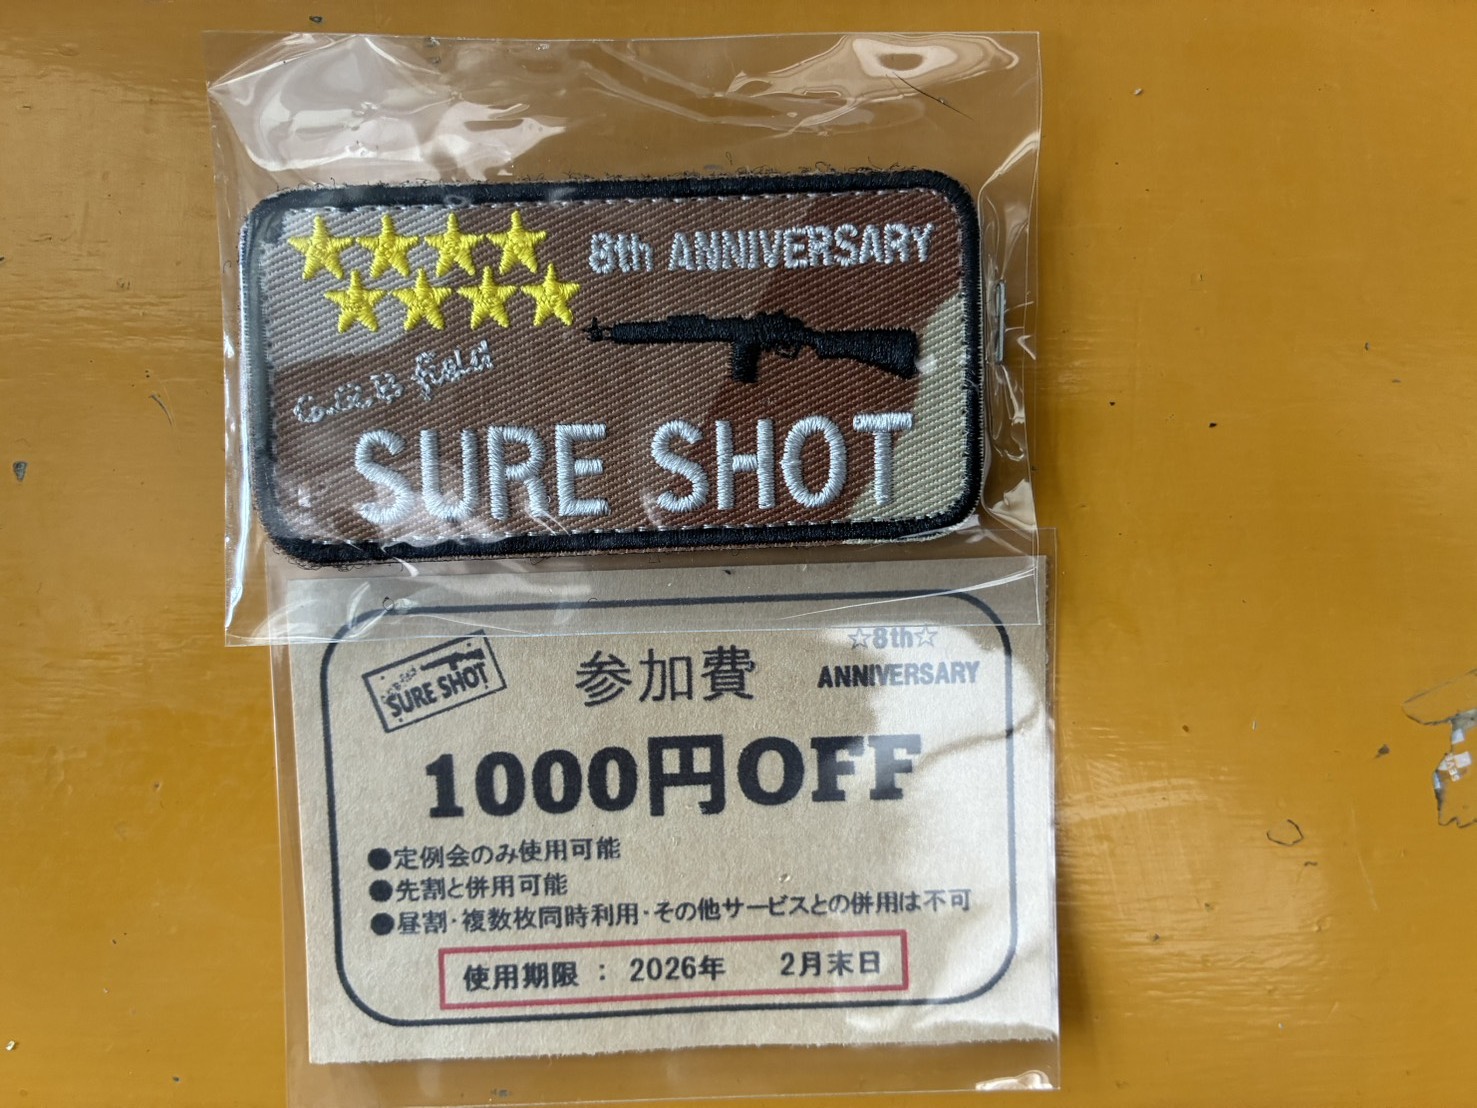 8th ANNIVERSARY
C.Q.B field
SURE SHOT
SURE SHOT
参加費
☆8th☆
ANNIVERSARY
1000円OFF
●定例会のみ使用可能
●先割と併用可能
●昼割・複数枚同時利用・その他サービスとの併用は不可
使用期限 : 2026年 2月末日